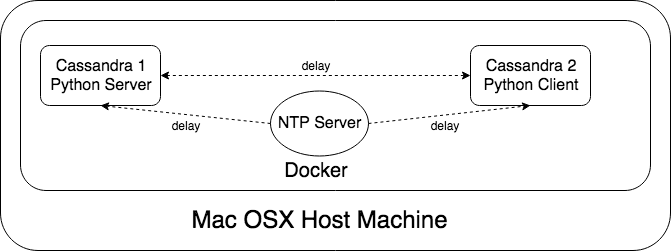 delay
Cassandra 1
Python Server
Cassandra 2
Python Client
delay
NTP Server
delay
Docker
Mac OSX Host Machine